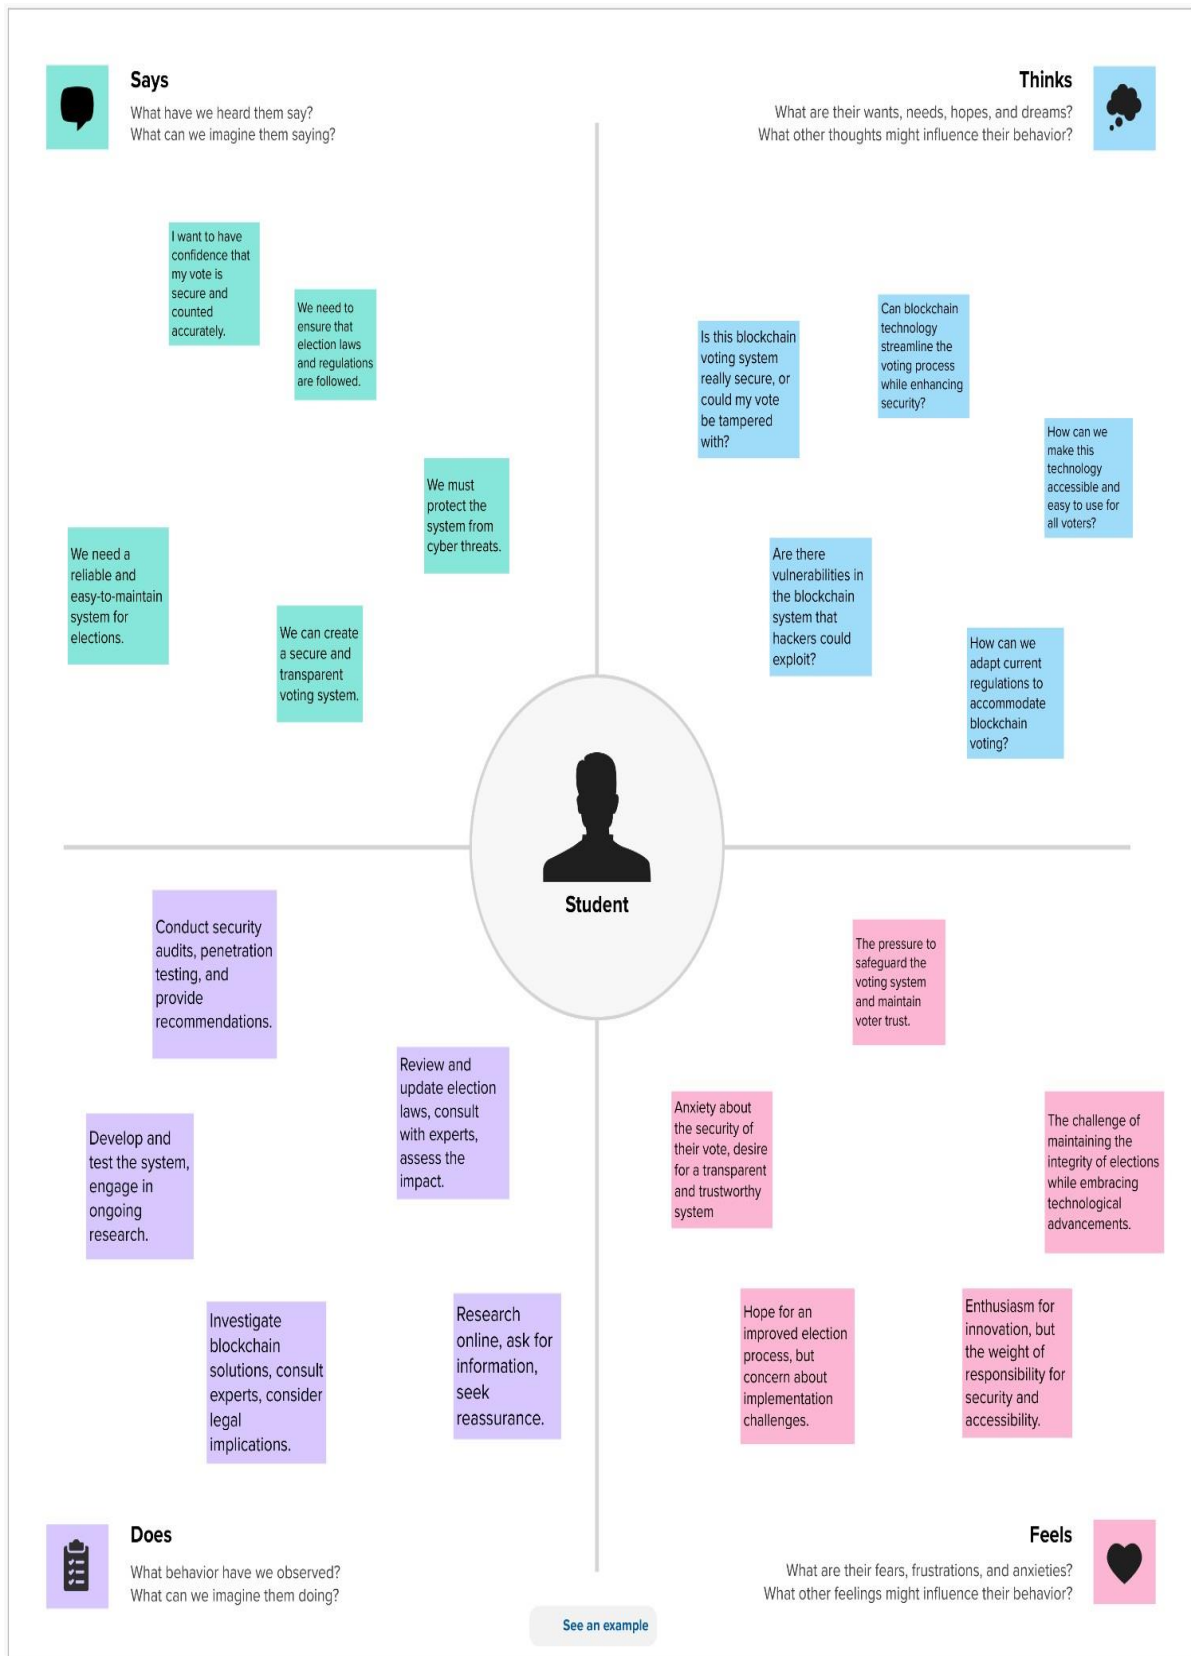 Says
What have we heard them say?
What can we imagine them saying?
Thinks
What are their wants, needs, hopes, and dreams?
What other thoughts might influence their behavior?
I want to have
confidence that
my vote is
secure and
counted
accurately.
We need to
ensure that
election laws
and regulations
are followed.
We must
protect the
system from
cyber threats.
We need a
reliable and
easy-to-maintain
system for
elections.
We can create
a secure and
transparent
voting system.
Is this blockchain
voting system
really secure, or
could my vote
be tampered
with?
Can blockchain
technology
streamline the
voting process
while enhancing
security?
How can we
make this
technology
accessible and
easy to use for
all voters?
Are there
vulnerabilities in
the blockchain
system that
hackers could
exploit?
How can we
adapt current
regulations to
accommodate
blockchain
voting?
Student
Conduct security
audits, penetration
testing, and
provide
recommendations.
Review and
update election
laws, consult
with experts,
assess the
impact.
Develop and
test the system,
engage in
ongoing
research.
Investigate
blockchain
solutions, consult
experts, consider
legal
implications.
Research
online, ask for
information,
seek
reassurance.
The pressure to
safeguard the
voting system
and maintain
voter trust.
Anxiety about
the security of
their vote, desire
for a transparent
and trustworthy
system
The challenge of
maintaining the
integrity of elections
while embracing
technological
advancements.
Hope for an
improved election
process, but
concern about
implementation
challenges.
Enthusiasm for
innovation, but
the weight of
responsibility for
security and
accessibility.
Does
What behavior have we observed?
What can we imagine them doing?
Feels
What are their fears, frustrations, and anxieties?
What other feelings might influence their behavior?
See an example